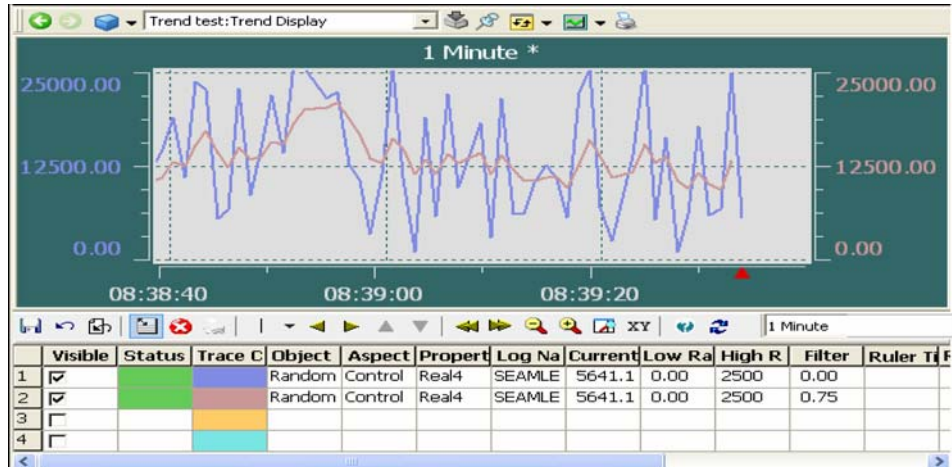 Trend test:Trend Display
1 Minute *
25000.00 25000.00
12500.00 12500.00
0.00 0.00
08:38:40 08:39:00 08:39:20
XY 1 Minute
Visible Status Trace C Object Aspect Propert Log Na Current Low Ra High R Filter Ruler Ti
1 Random Control Real4 SEAMLE 5641.1 0.00 2500 0.00
2 Random Control Real4 SEAMLE 5641.1 0.00 2500 0.75
3
4